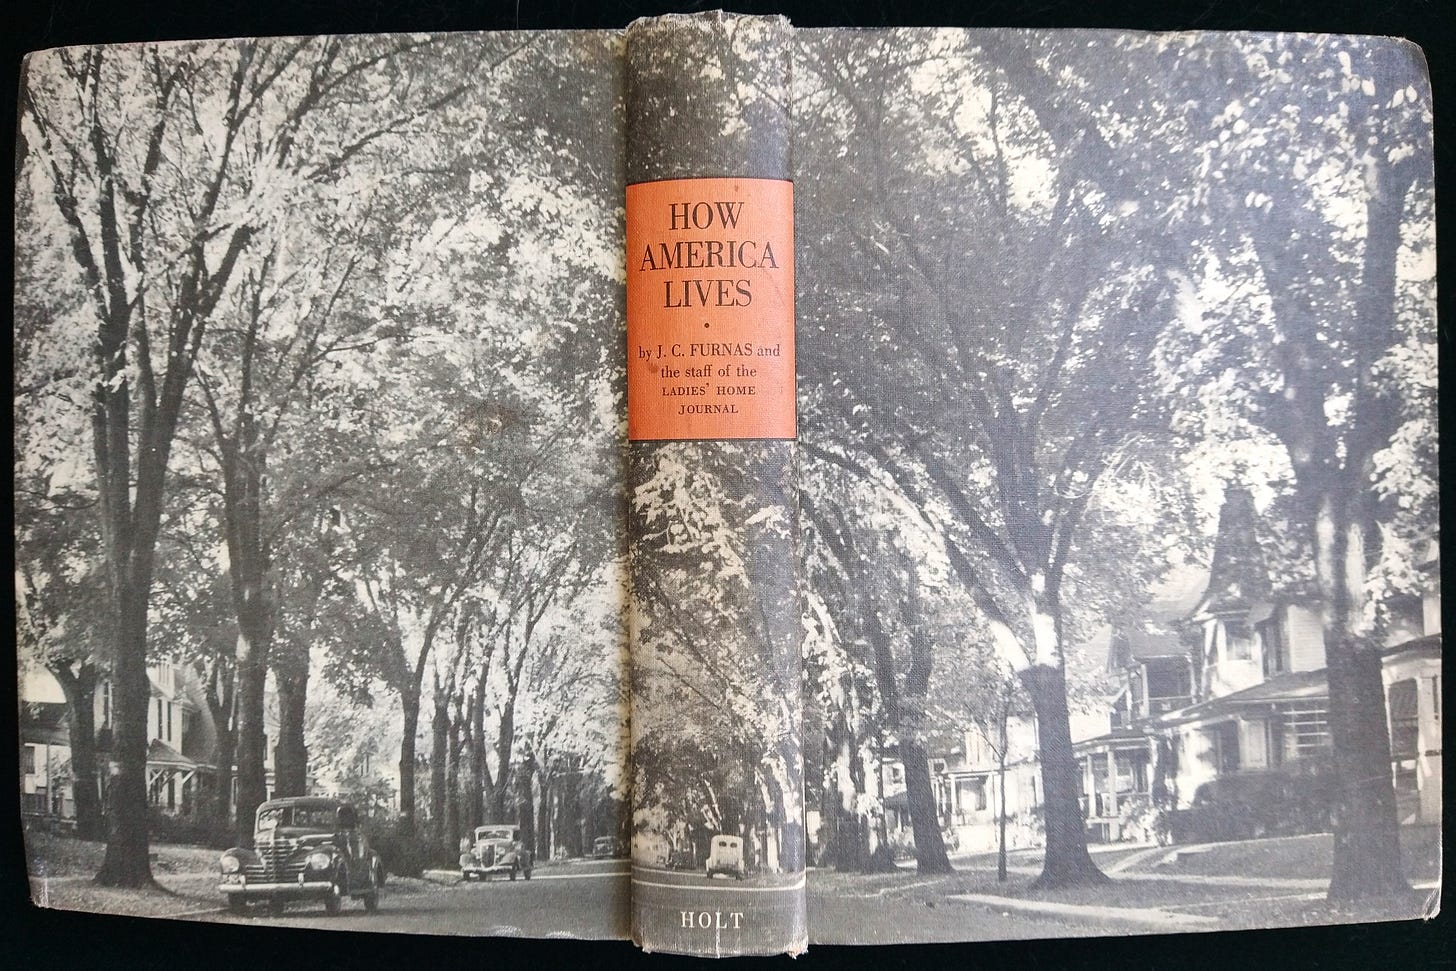 HOW
AMERICA
LIVES
•
by J. C. FURNAS and
the staff of the
LADIES' HOME
JOURNAL
HOLT